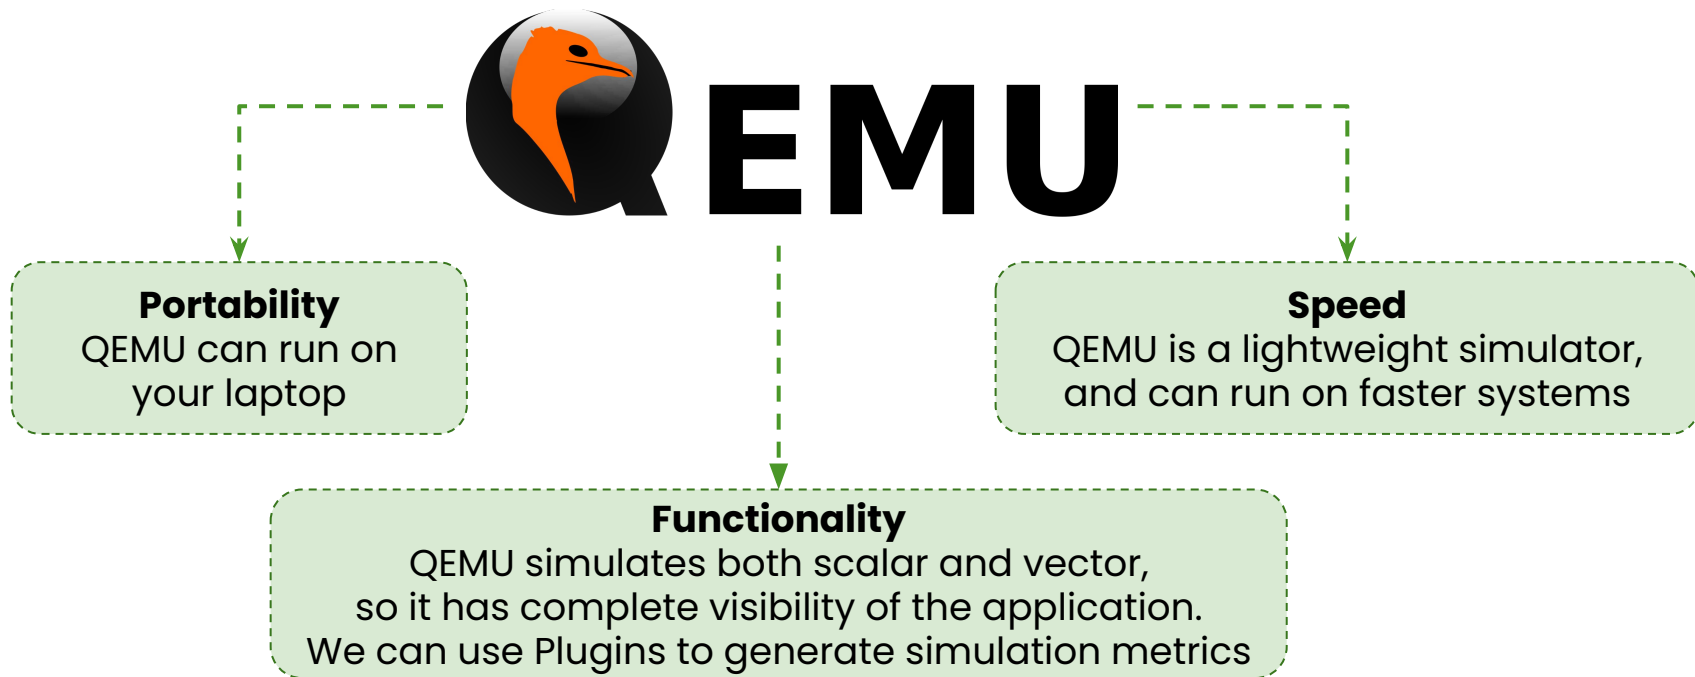 QEMU
Portability
QEMU can run on
your laptop
Speed
QEMU is a lightweight simulator,
and can run on faster systems
Functionality
QEMU simulates both scalar and vector,
so it has complete visibility of the application.
We can use Plugins to generate simulation metrics